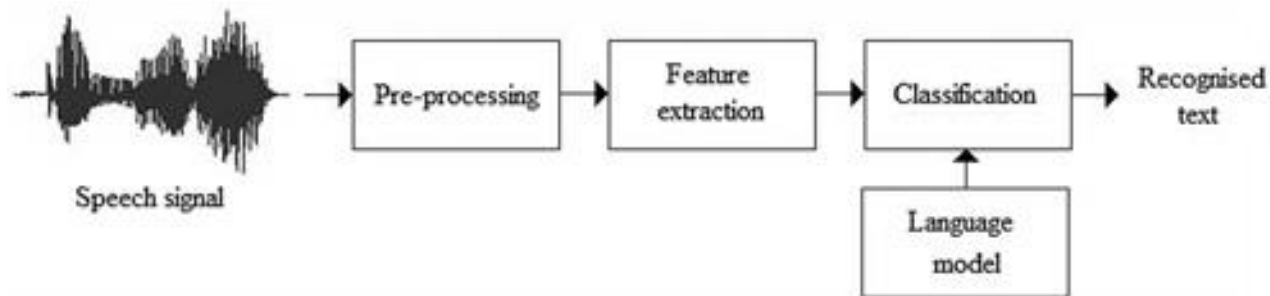 Speech signal
Pre-processing
Feature
extraction
Classification
Recognised
text
Language
model